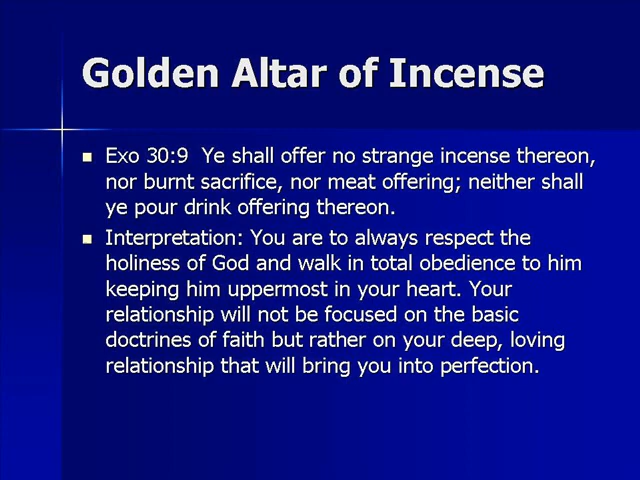 Golden Altar of Incense
Exo 30:9  Ye shall offer no strange incense thereon,
nor burnt sacrifice, nor meat offering; neither shall
ye pour drink offering thereon.
Interpretation: You are to always respect the
holiness of God and walk in total obedience to him
keeping him uppermost in your heart. Your
relationship will not be focused on the basic
doctrines of faith but rather on your deep, loving
relationship that will bring you into perfection.